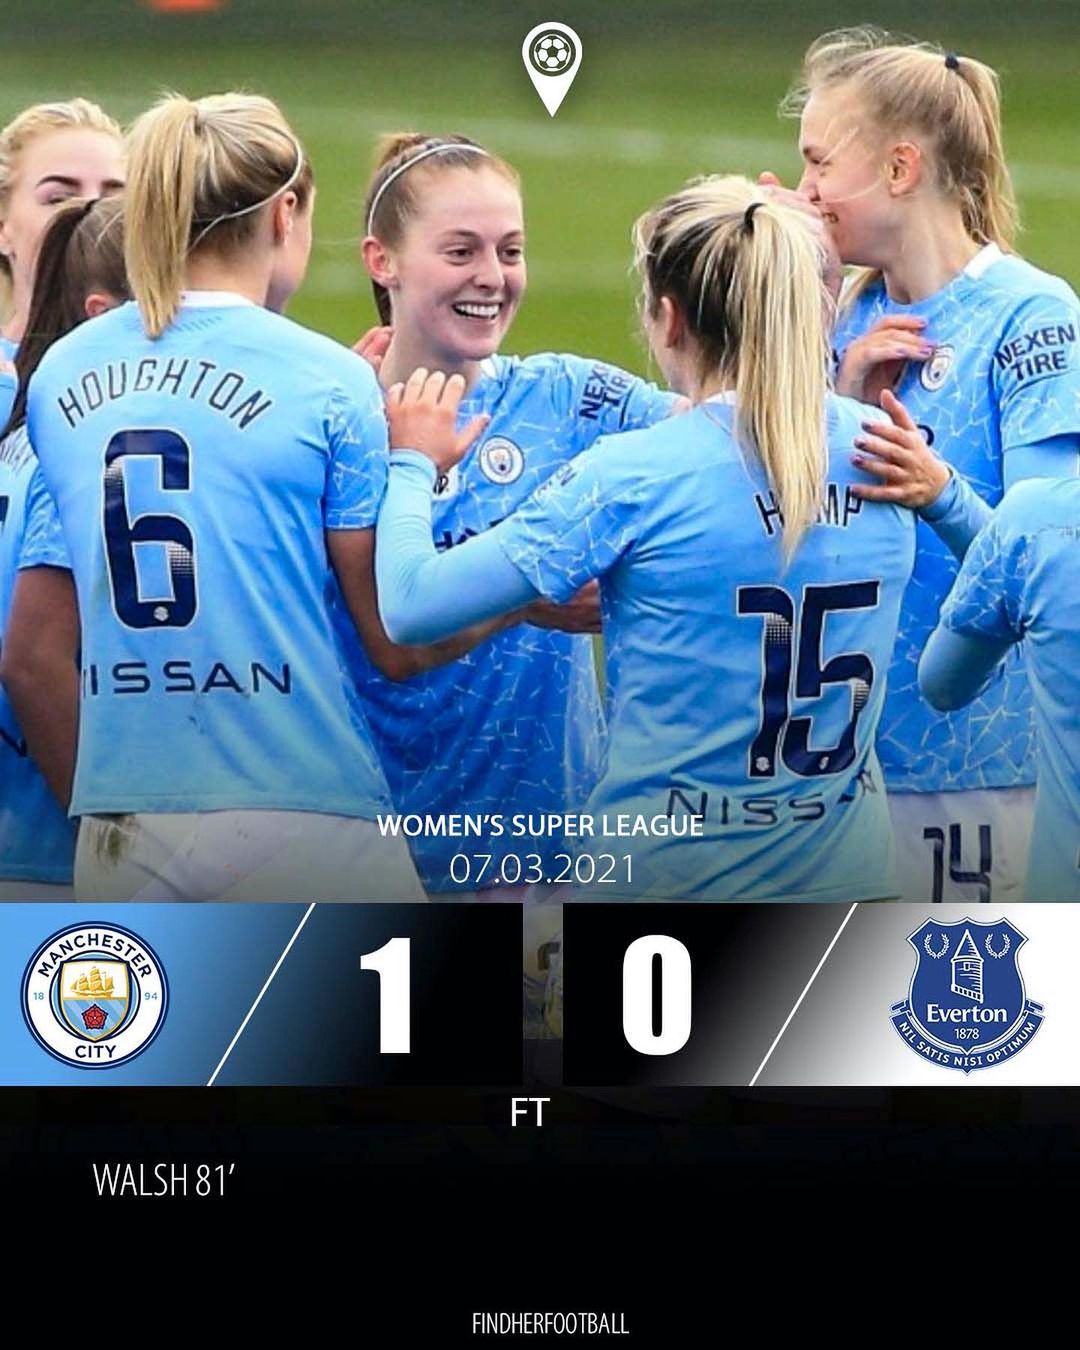 HOUGHTON
6
NISSAN
NEXEN
TIRE
NEXEN
TIRE
15
NISSAN
14
WOMEN'S SUPER LEAGUE
07.03.2021
MANCHESTER
18 94
CITY
1
0
Everton
1878
NIL SATIS NISI OPTIMUM
FT
WALSH 81'
FINDHERFOOTBALL